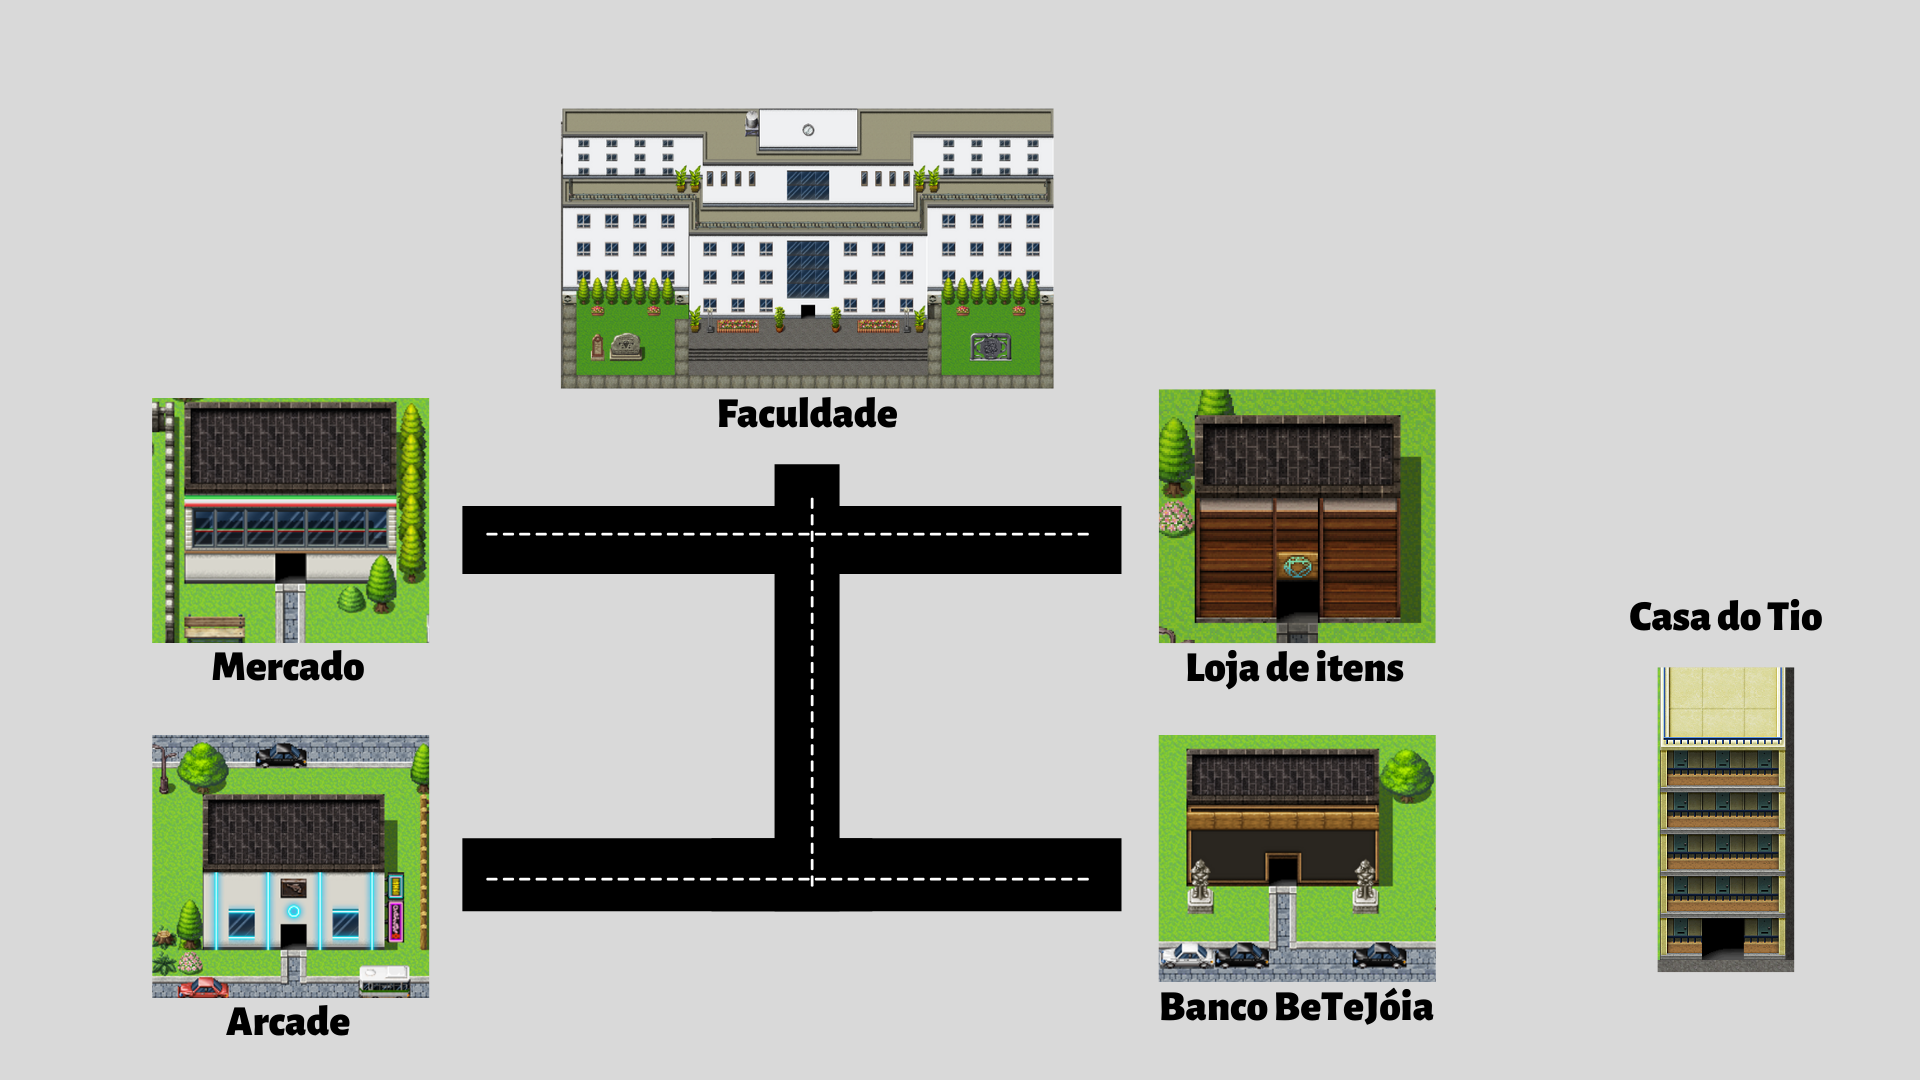 Faculdade
Mercado
Loja de itens
Casa do Tio
Arcade
Banco BeTeJóia